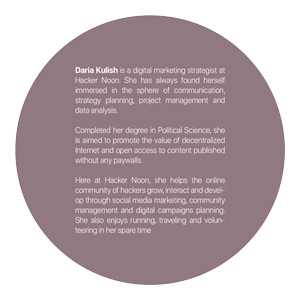 Daria Kulish is a digital marketing strategist at
Hacker Noon. She has always found herself
immersed in the sphere of communication,
strategy planning, project management and
data analysis.
Completed her degree in Political Science, she
is aimed to promote the value of decentralized
Internet and open access to content published
without any paywalls.
Here at Hacker Noon, she helps the online
community of hackers grow, interact and devel-
op through social media marketing, community
management and digital campaigns planning.
She also enjoys running, traveling and volun-
teering in her spare time